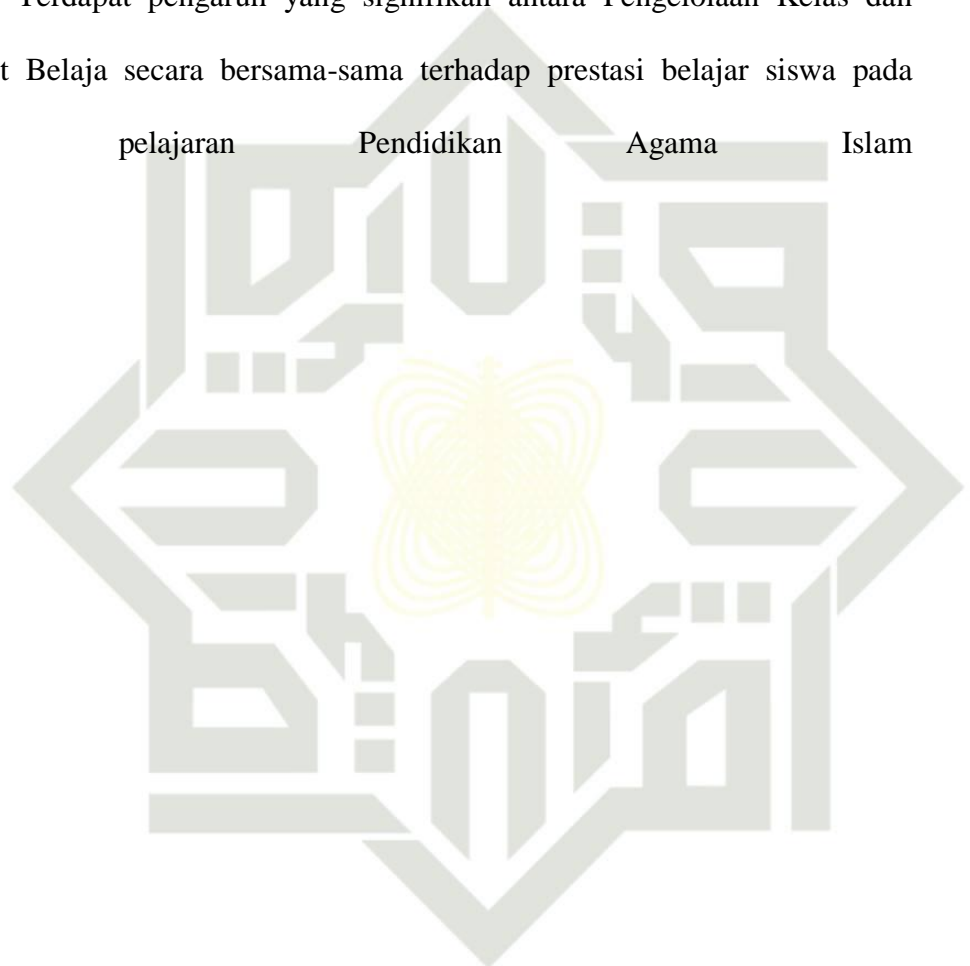 Terdapat pengaruh yang signifikan antara Pengelolaan Kelas dan
t Belaja secara bersama-sama terhadap prestasi belajar siswa pada
pelajaran Pendidikan Agama Islam